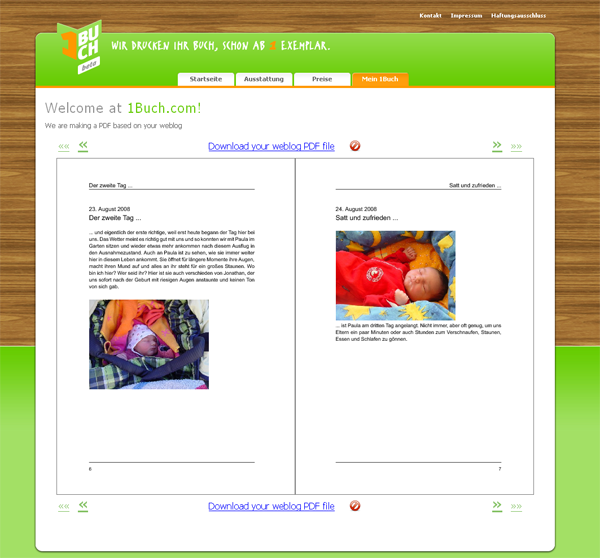 Kontakt Impressum Haftungsausschluss
3BUCH
beta
WIR DRUCKEN IHR BUCH, SCHON AB 3 EXEMPLAR.
Startseite Ausstattung Preise Mein 1Buch
Welcome at 1Buch.com!
We are making a PDF based on your weblog
«« « Download your weblog PDF file » »»
Der zweite Tag ...
23. August 2008
Der zweite Tag ...
... und eigentlich der erste richtige, weil erst heute begann der Tag hier bei
uns. Das Wetter meint es richtig gut mit uns und so konnten wir mit Paula im
Garten sitzen und wieder etwas mehr ankommen nach diesem Ausflug in
den Ausnahmezustand. Auch an Paula ist zu sehen, wie sie immer weiter
hier in diesem Leben ankommt. Sie öffnet für längere Momente ihre Augen,
macht ihren Mund auf und alles an ihr steht für ein großes Staunen. Wo
bin ich hier? Wer seid ihr? Hier ist sie auch verschieden von Jonathan, der
uns sofort nach der Geburt mit riesigen Augen anstaunte und keinen Ton
von sich gab.
6
Satt und zufrieden ...
24. August 2008
Satt und zufrieden ...
... ist Paula am dritten Tag angelangt. Nicht immer, aber oft genug, um uns
Eltern ein paar Minuten oder auch Stunden zum Verschnaufen, Staunen,
Essen und Schlafen zu gönnen.
7
«« « Download your weblog PDF file » »»